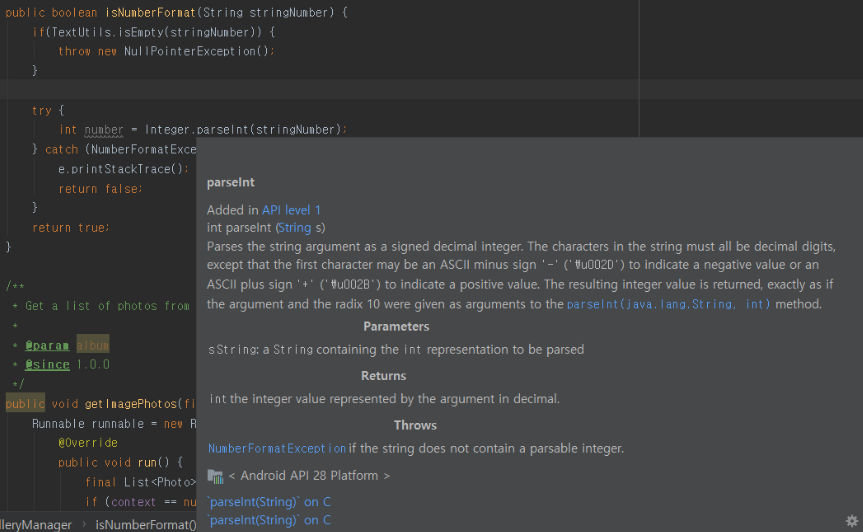 public boolean isNumberFormat(String stringNumber) {
if(TextUtils.isEmpty(stringNumber)) {
throw new NullPointerException();
}
try {
int number = Integer.parseInt(stringNumber);
} catch (NumberFormatExce
e.printStackTrace();
return false;
}
return true;
}
/**
* Get a list of photos from
*
* @param album
* @since 1.0.0
*/
public void getImagePhotos(fi
Runnable runnable = new R
@Override
public void run() {
final List<Photo>
if (context == nu
lleryManager › isNumberFormat()
parseInt
Added in API level 1
int parseInt (String s)
Parses the string argument as a signed decimal integer. The characters in the string must all be decimal digits,
except that the first character may be an ASCII minus sign '-' ('₩u002D') to indicate a negative value or an
ASCII plus sign '+' ('₩u002B') to indicate a positive value. The resulting integer value is returned, exactly as if
the argument and the radix 10 were given as arguments to the parseInt(java.lang.String, int) method.
Parameters
s String: a String containing the int representation to be parsed
Returns
int the integer value represented by the argument in decimal.
Throws
NumberFormatException if the string does not contain a parsable integer.
< Android API 28 Platform >
`parseInt(String)` on C
`parseInt(String)` on C